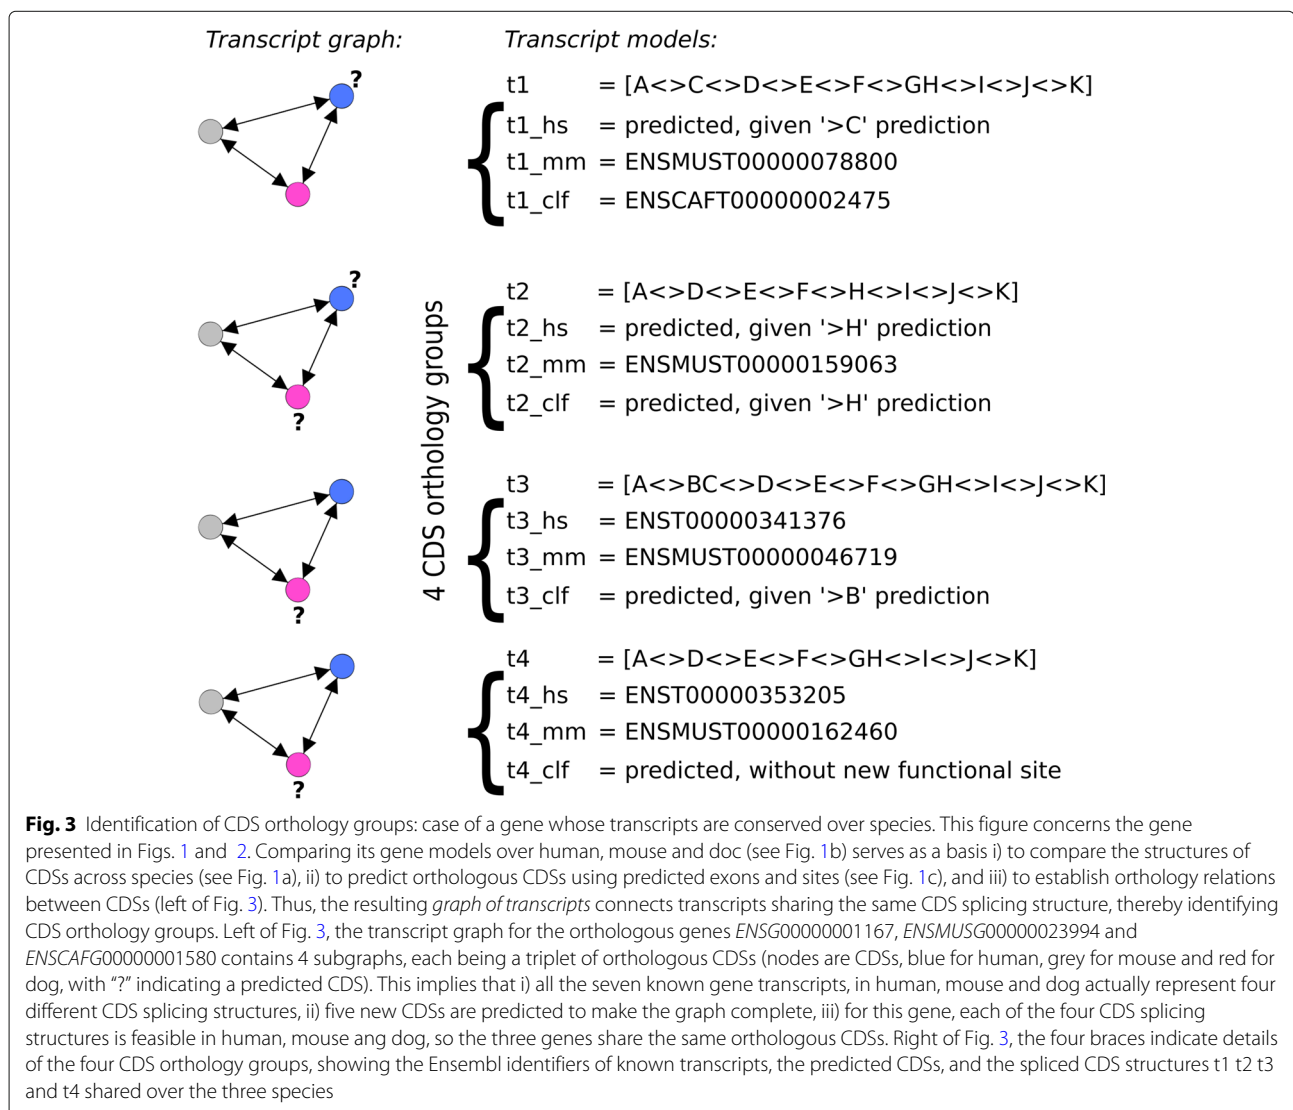 Transcript graph:
Transcript models:
?
t1 = [A<>C<>D<>E<>F<>GH<>I<>J<>K]
t1_hs = predicted, given '>C' prediction
t1_mm = ENSMUST00000078800
t1_clf = ENSCAFT00000002475
4 CDS orthology groups
?
?
t2 = [A<>D<>E<>F<>H<>I<>J<>K]
t2_hs = predicted, given '>H' prediction
t2_mm = ENSMUST00000159063
t2_clf = predicted, given '>H' prediction
?
t3 = [A<>BC<>D<>E<>F<>GH<>I<>J<>K]
t3_hs = ENST00000341376
t3_mm = ENSMUST00000046719
t3_clf = predicted, given '>B' prediction
?
t4 = [A<>D<>E<>F<>GH<>I<>J<>K]
t4_hs = ENST00000353205
t4_mm = ENSMUST00000162460
t4_clf = predicted, without new functional site
Fig. 3 Identification of CDS orthology groups: case of a gene whose transcripts are conserved over species. This figure concerns the gene
presented in Figs. 1 and 2. Comparing its gene models over human, mouse and doc (see Fig. 1b) serves as a basis i) to compare the structures of
CDSs across species (see Fig. 1a), ii) to predict orthologous CDSs using predicted exons and sites (see Fig. 1c), and iii) to establish orthology relations
between CDSs (left of Fig. 3). Thus, the resulting graph of transcripts connects transcripts sharing the same CDS splicing structure, thereby identifying
CDS orthology groups. Left of Fig. 3, the transcript graph for the orthologous genes ENSG00000001167, ENSMUSG00000023994 and
ENSCAFG00000001580 contains 4 subgraphs, each being a triplet of orthologous CDSs (nodes are CDSs, blue for human, grey for mouse and red for
dog, with “?” indicating a predicted CDS). This implies that i) all the seven known gene transcripts, in human, mouse and dog actually represent four
different CDS splicing structures, ii) five new CDSs are predicted to make the graph complete, iii) for this gene, each of the four CDS splicing
structures is feasible in human, mouse ang dog, so the three genes share the same orthologous CDSs. Right of Fig. 3, the four braces indicate details
of the four CDS orthology groups, showing the Ensembl identifiers of known transcripts, the predicted CDSs, and the spliced CDS structures t1 t2 t3
and t4 shared over the three species